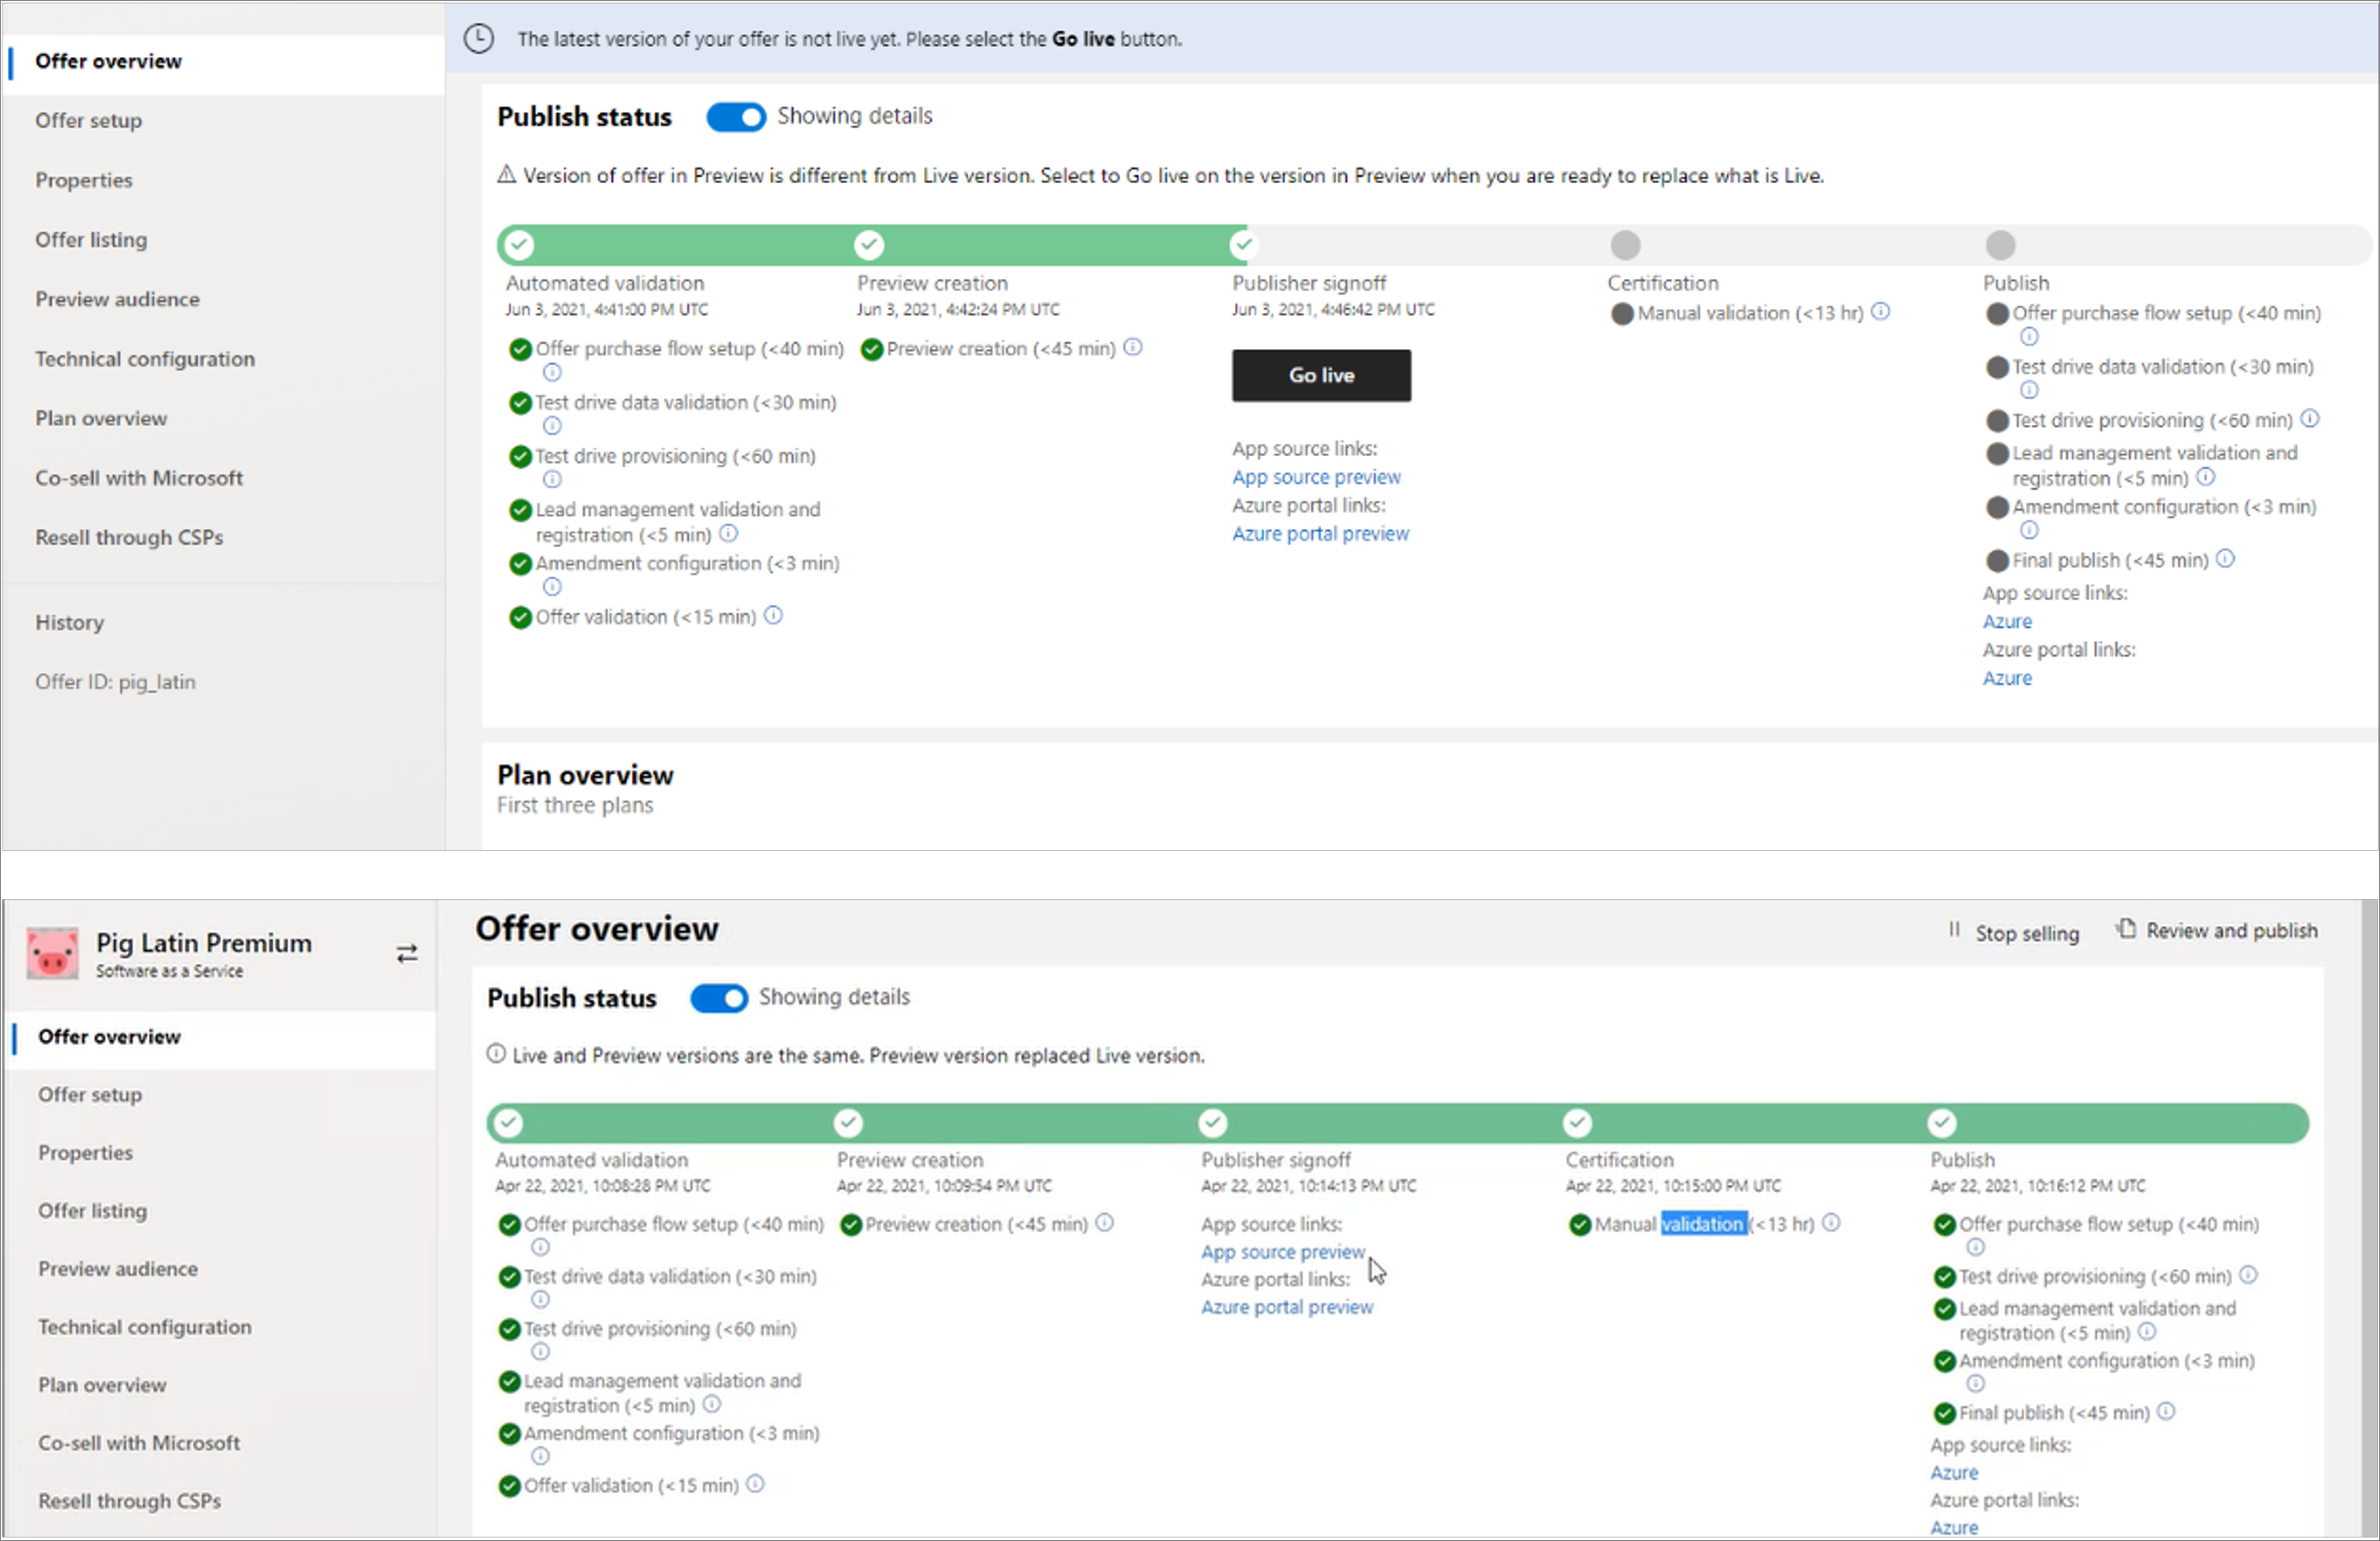 The latest version of your offer is not live yet. Please select the Go live button.
Offer overview
Offer setup
Properties
Offer listing
Preview audience
Technical configuration
Plan overview
Co-sell with Microsoft
Resell through CSPs
History
Offer ID: pig_latin
Publish status
Showing details
Version of offer in Preview is different from Live version. Select to Go live on the version in Preview when you are ready to replace what is Live.
Automated validation
Jun 3, 2021, 4:41:00 PM UTC
Offer purchase flow setup (<40 min)
Test drive data validation (<30 min)
Test drive provisioning (<60 min)
Lead management validation and
registration (<5 min)
Amendment configuration (<3 min)
Offer validation (<15 min)
Preview creation
Jun 3, 2021, 4:42:24 PM UTC
Preview creation (<45 min)
Publisher signoff
Jun 3, 2021, 4:46:42 PM UTC
Go live
App source links:
App source preview
Azure portal links:
Azure portal preview
Certification
Manual validation (<13 hr)
Publish
Offer purchase flow setup (<40 min)
Test drive data validation (<30 min)
Test drive provisioning (<60 min)
Lead management validation and
registration (<5 min)
Amendment configuration (<3 min)
Final publish (<45 min)
App source links:
Azure
Azure portal links:
Azure
Plan overview
First three plans
Pig Latin Premium
Software as a Service
Offer overview
Offer setup
Properties
Offer listing
Preview audience
Technical configuration
Plan overview
Co-sell with Microsoft
Resell through CSPs
Offer overview
Stop selling
Review and publish
Publish status
Showing details
Live and Preview versions are the same. Preview version replaced Live version.
Automated validation
Apr 22, 2021, 10:08:28 PM UTC
Offer purchase flow setup (<40 min)
Test drive data validation (<30 min)
Test drive provisioning (<60 min)
Lead management validation and
registration (<5 min)
Amendment configuration (<3 min)
Offer validation (<15 min)
Preview creation
Apr 22, 2021, 10:09:54 PM UTC
Preview creation (<45 min)
Publisher signoff
Apr 22, 2021, 10:14:13 PM UTC
App source links:
App source preview
Azure portal links:
Azure portal preview
Certification
Apr 22, 2021, 10:15:00 PM UTC
Manual validation (<13 hr)
Publish
Apr 22, 2021, 10:16:12 PM UTC
Offer purchase flow setup (<40 min)
Test drive provisioning (<60 min)
Lead management validation and
registration (<5 min)
Amendment configuration (<3 min)
Final publish (<45 min)
App source links:
Azure
Azure portal links:
Azure